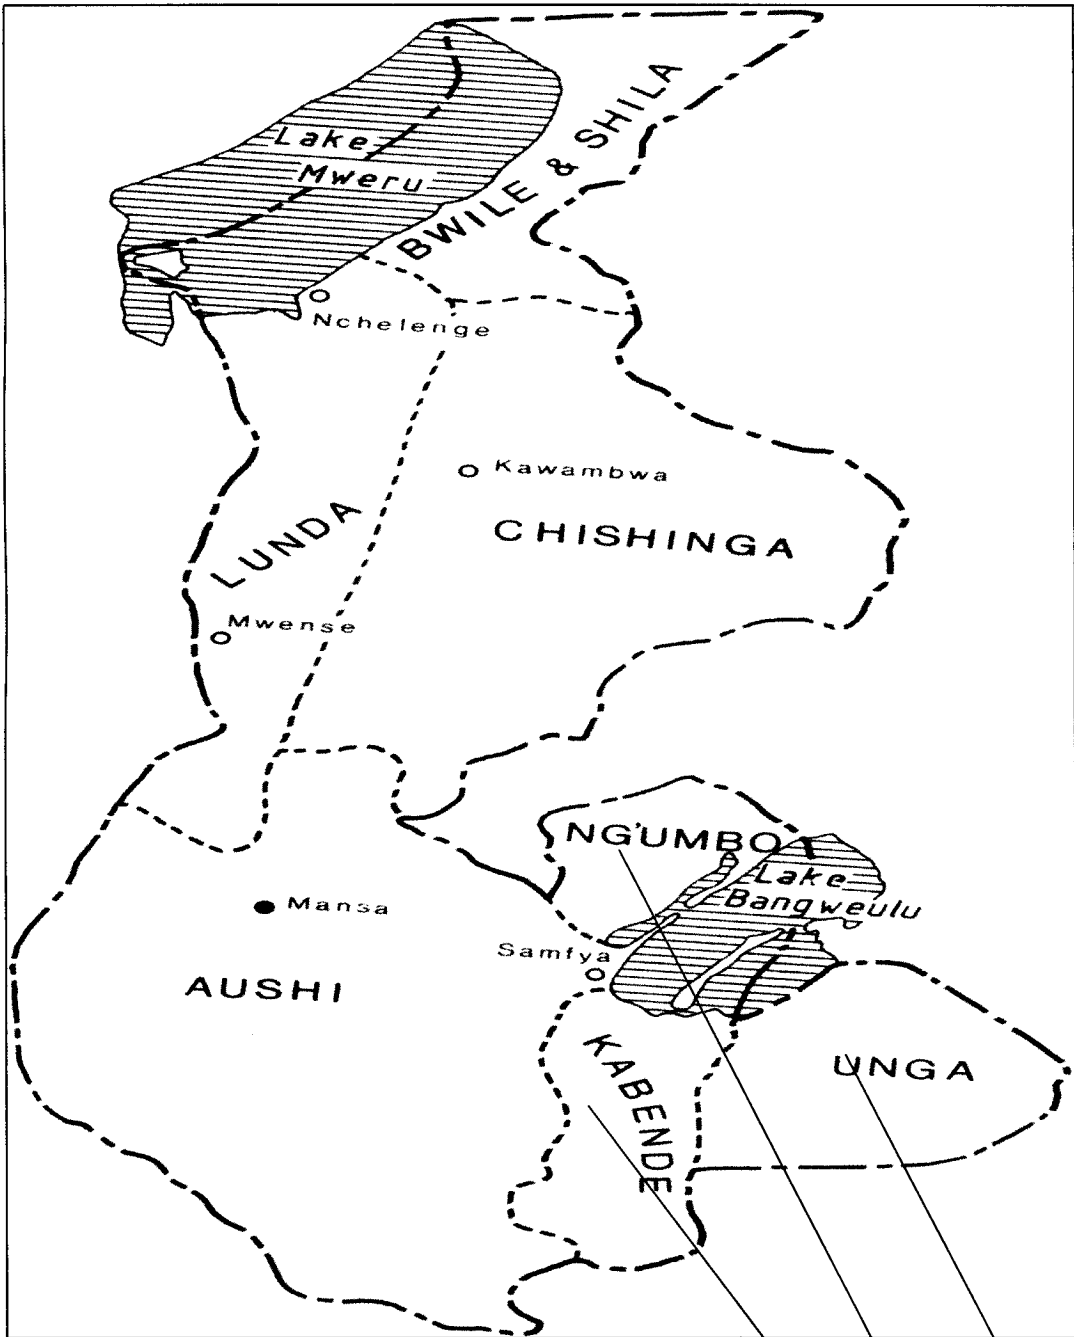 Lake
Mweru
BWILE & SHILA
Nchelenge
Kawambwa
CHISHINGA
LUNDA
Mwense
NG'UMBO
Lake
Bangweulu
Mansa
Samfya
AUSHI
KABENDE
UNGA